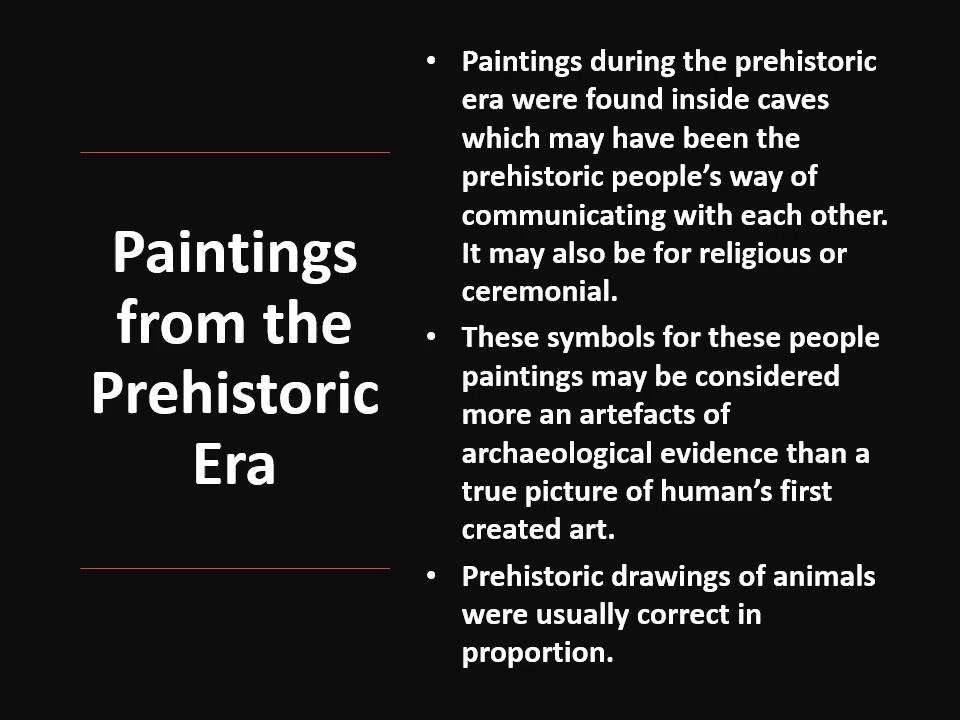 Paintings
from the
Prehistoric
Era
• Paintings during the prehistoric
era were found inside caves
which may have been the
prehistoric people’s way of
communicating with each other.
It may also be for religious or
ceremonial.
• These symbols for these people
paintings may be considered
more an artefacts of
archaeological evidence than a
true picture of human’s first
created art.
• Prehistoric drawings of animals
were usually correct in
proportion.